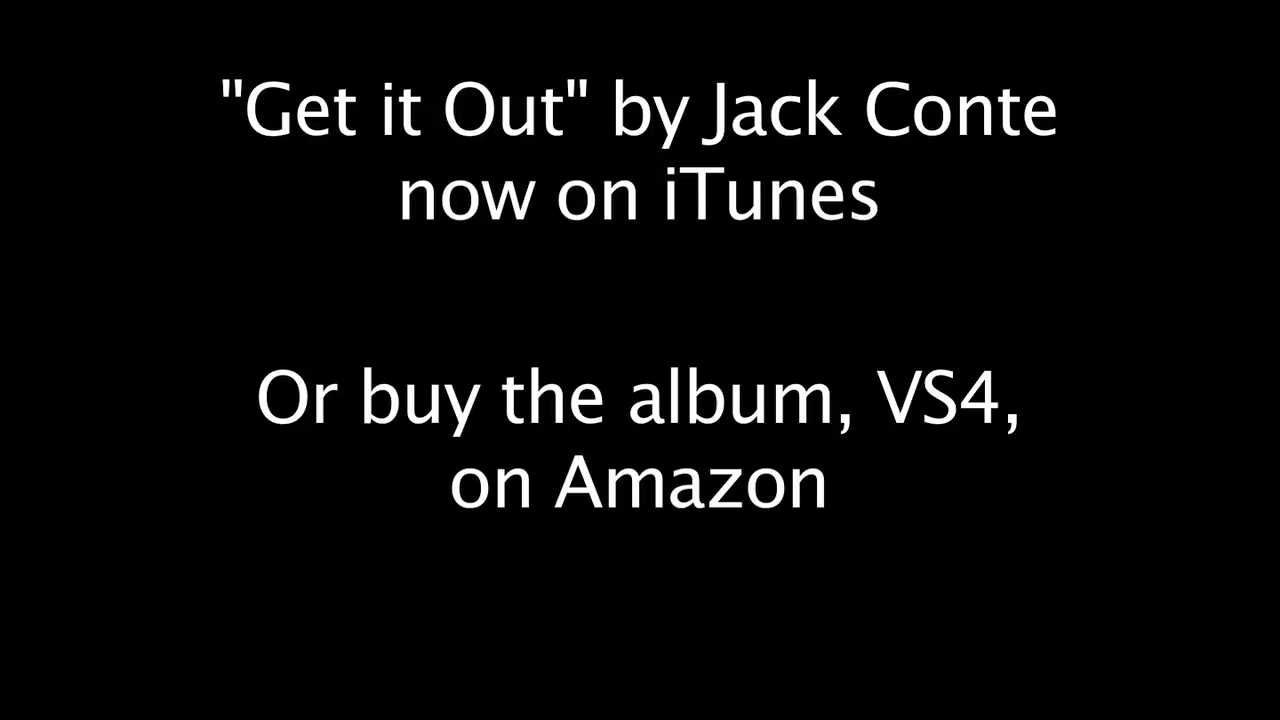 "Get it Out" by Jack Conte
now on iTunes
Or buy the album, VS4,
on Amazon